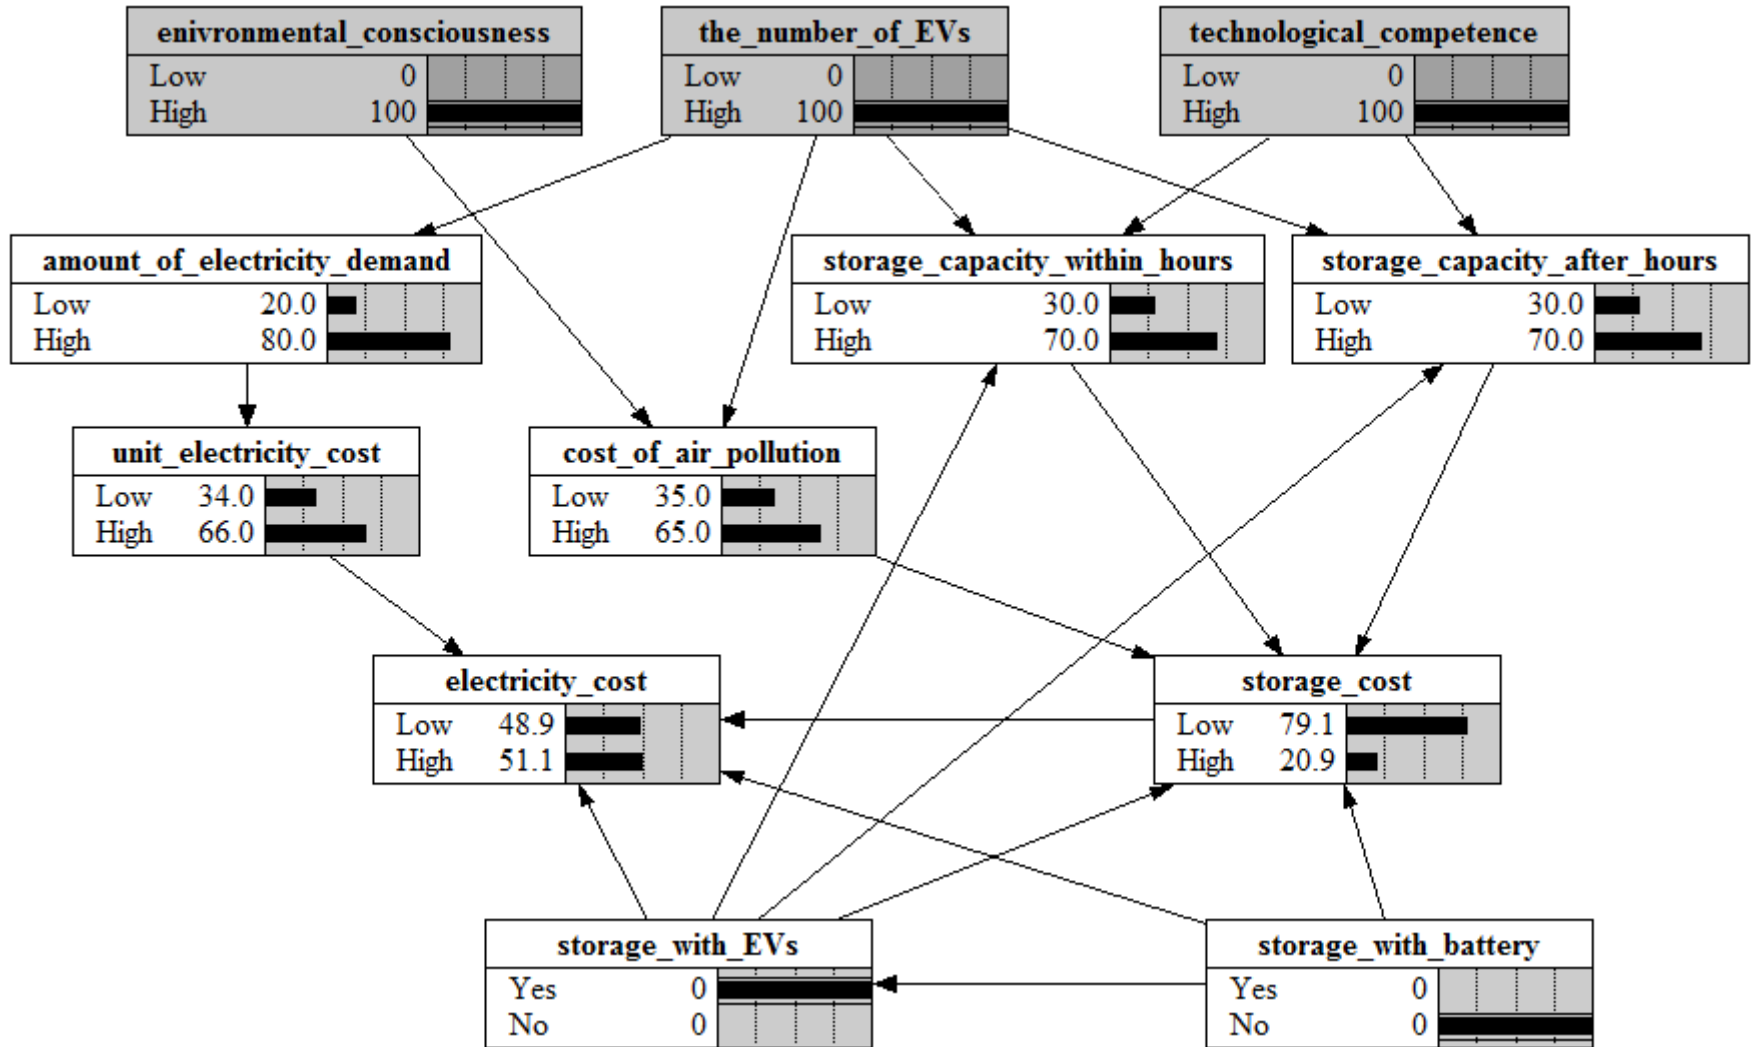 enivronmental_consciousness
Low 0
High 100
the_number_of_EVs
Low 0
High 100
technological_competence
Low 0
High 100
amount_of_electricity_demand
Low 20.0
High 80.0
storage_capacity_within_hours
Low 30.0
High 70.0
storage_capacity_after_hours
Low 30.0
High 70.0
unit_electricity_cost
Low 34.0
High 66.0
cost_of_air_pollution
Low 35.0
High 65.0
electricity_cost
Low 48.9
High 51.1
storage_cost
Low 79.1
High 20.9
storage_with_EVs
Yes 0
No 0
storage_with_battery
Yes 0
No 0